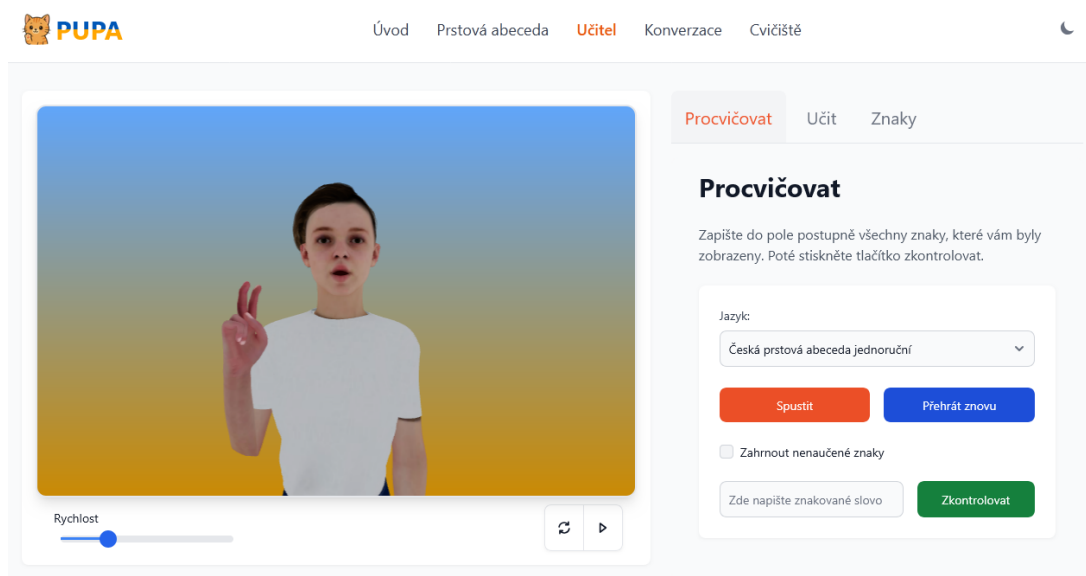 PUPA
Úvod Prstová abeceda Učitel Konverzace Cvičiště
Procvičovat Učit Znaky
Procvičovat
Zapište do pole postupně všechny znaky, které vám byly
zobrazeny. Poté stiskněte tlačítko zkontrolovat.
Jazyk:
Česká prstová abeceda jednoruční
Spustit Přehrát znovu
Zahrnout nenaučené znaky
Zde napište znakované slovo Zkontrolovat
Rychlost